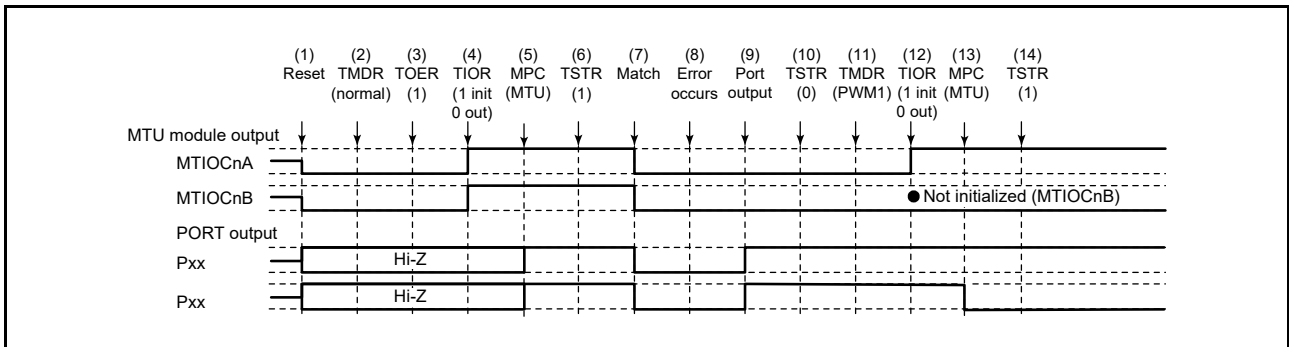 (1) (2) (3) (4) (5) (6) (7) (8) (9) (10) (11) (12) (13) (14)
Reset TMDR TOER TIOR MPC TSTR Match Error Port TSTR TMDR TIOR MPC TSTR
(normal) (1) (1 init (MTU) (1) occurs output (0) (PWM1) (1 init (MTU) (1)
0 out) 0 out)
MTU module output
MTIOCnA
MTIOCnB ● Not initialized (MTIOCnB)
PORT output
Pxx Hi-Z
Pxx Hi-Z